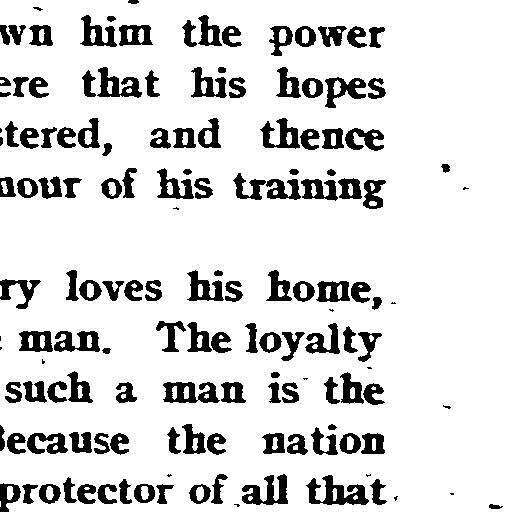 wn him the power
ere that his hopes
stered, and thence
nour of his training
ry loves his home,
man. The loyalty
such a man is the
Because the nation
protector of all that